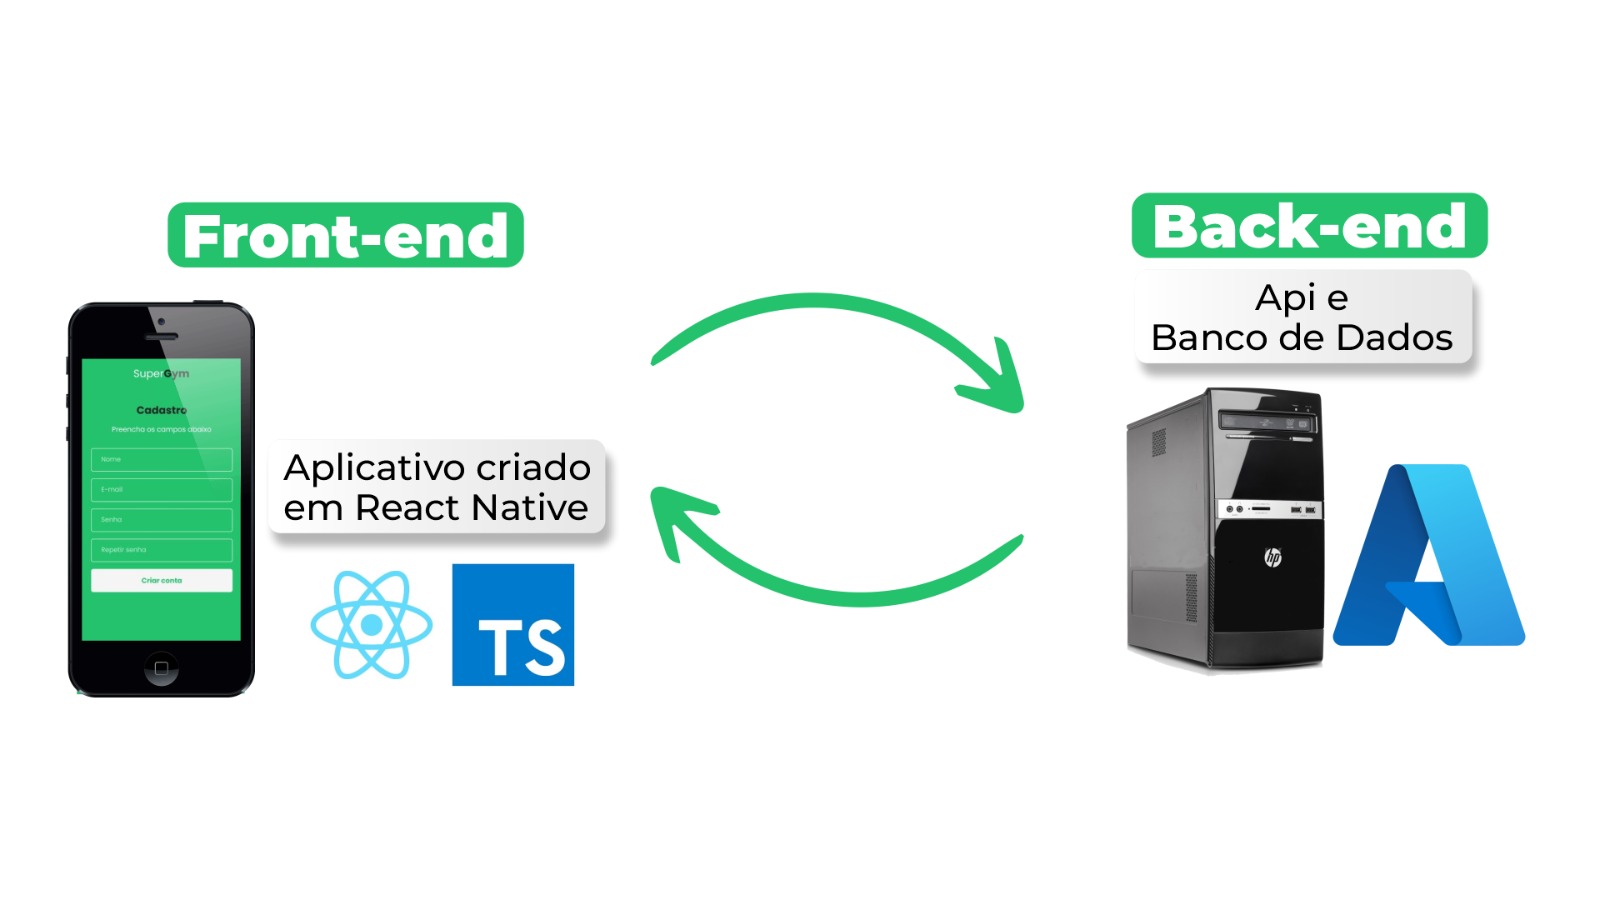 Front-end
SuperGym
Cadastro
Preencha os campos abaixo
Nome
E-mail
Senha
Repetir senha
Criar conta
Aplicativo criado
em React Native
TS
Back-end
Api e
Banco de Dados
hp